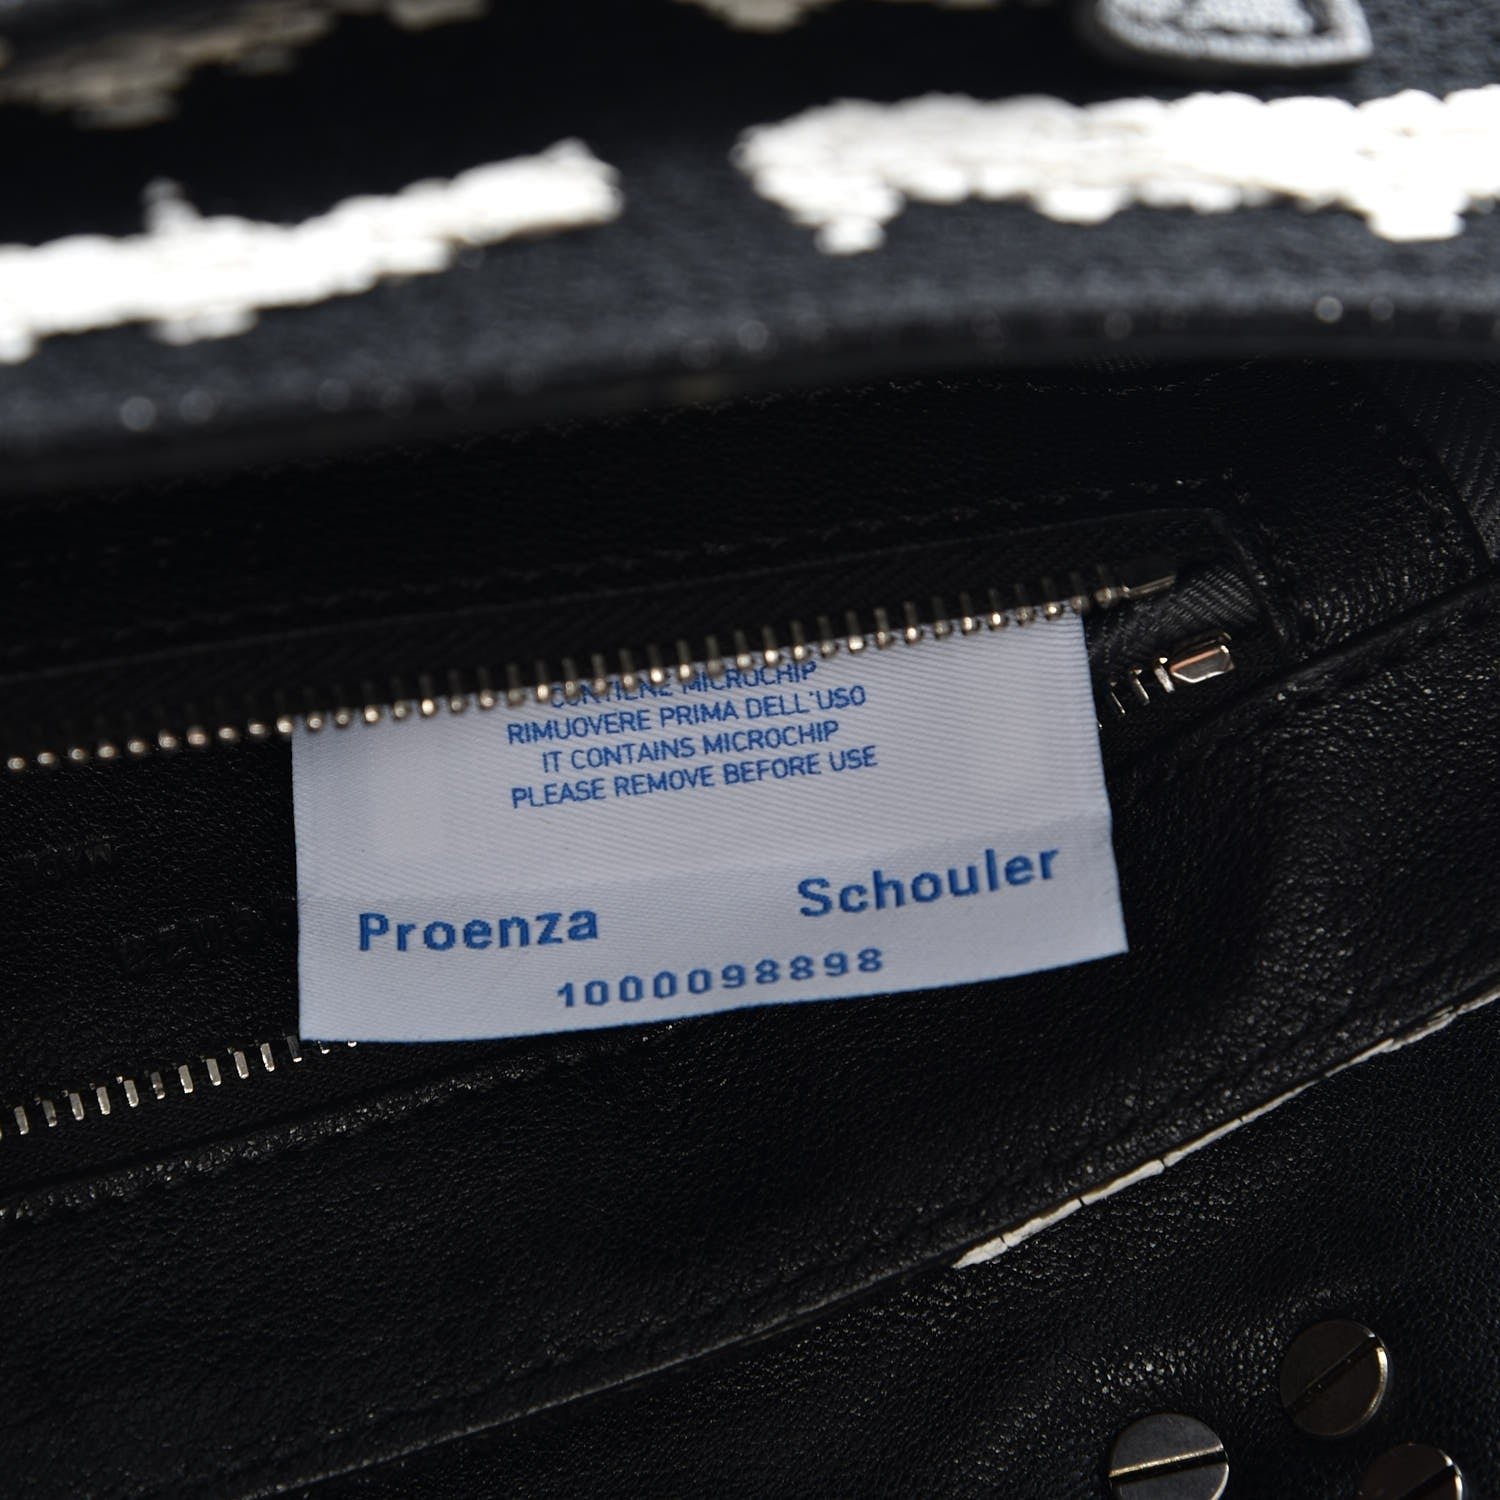 CONTIENE MICROCHIP
RIMUOVERE PRIMA DELL'USO
IT CONTAINS MICROCHIP
PLEASE REMOVE BEFORE USE
Proenza Schouler
1000098898